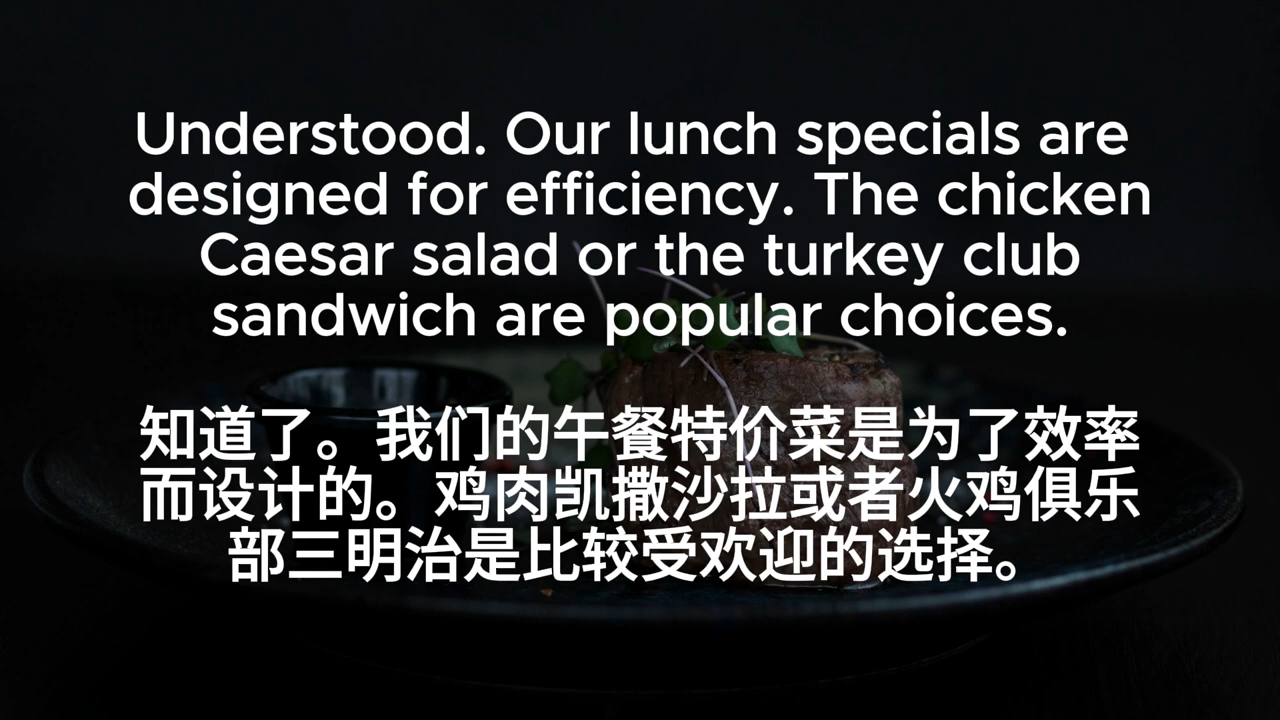 Understood. Our lunch specials are
designed for efficiency. The chicken
Caesar salad or the turkey club
sandwich are popular choices.
知道了。我们的午餐特价菜是为了效率
而设计的。鸡肉凯撒沙拉或者火鸡俱乐
部三明治是比较受欢迎的选择。